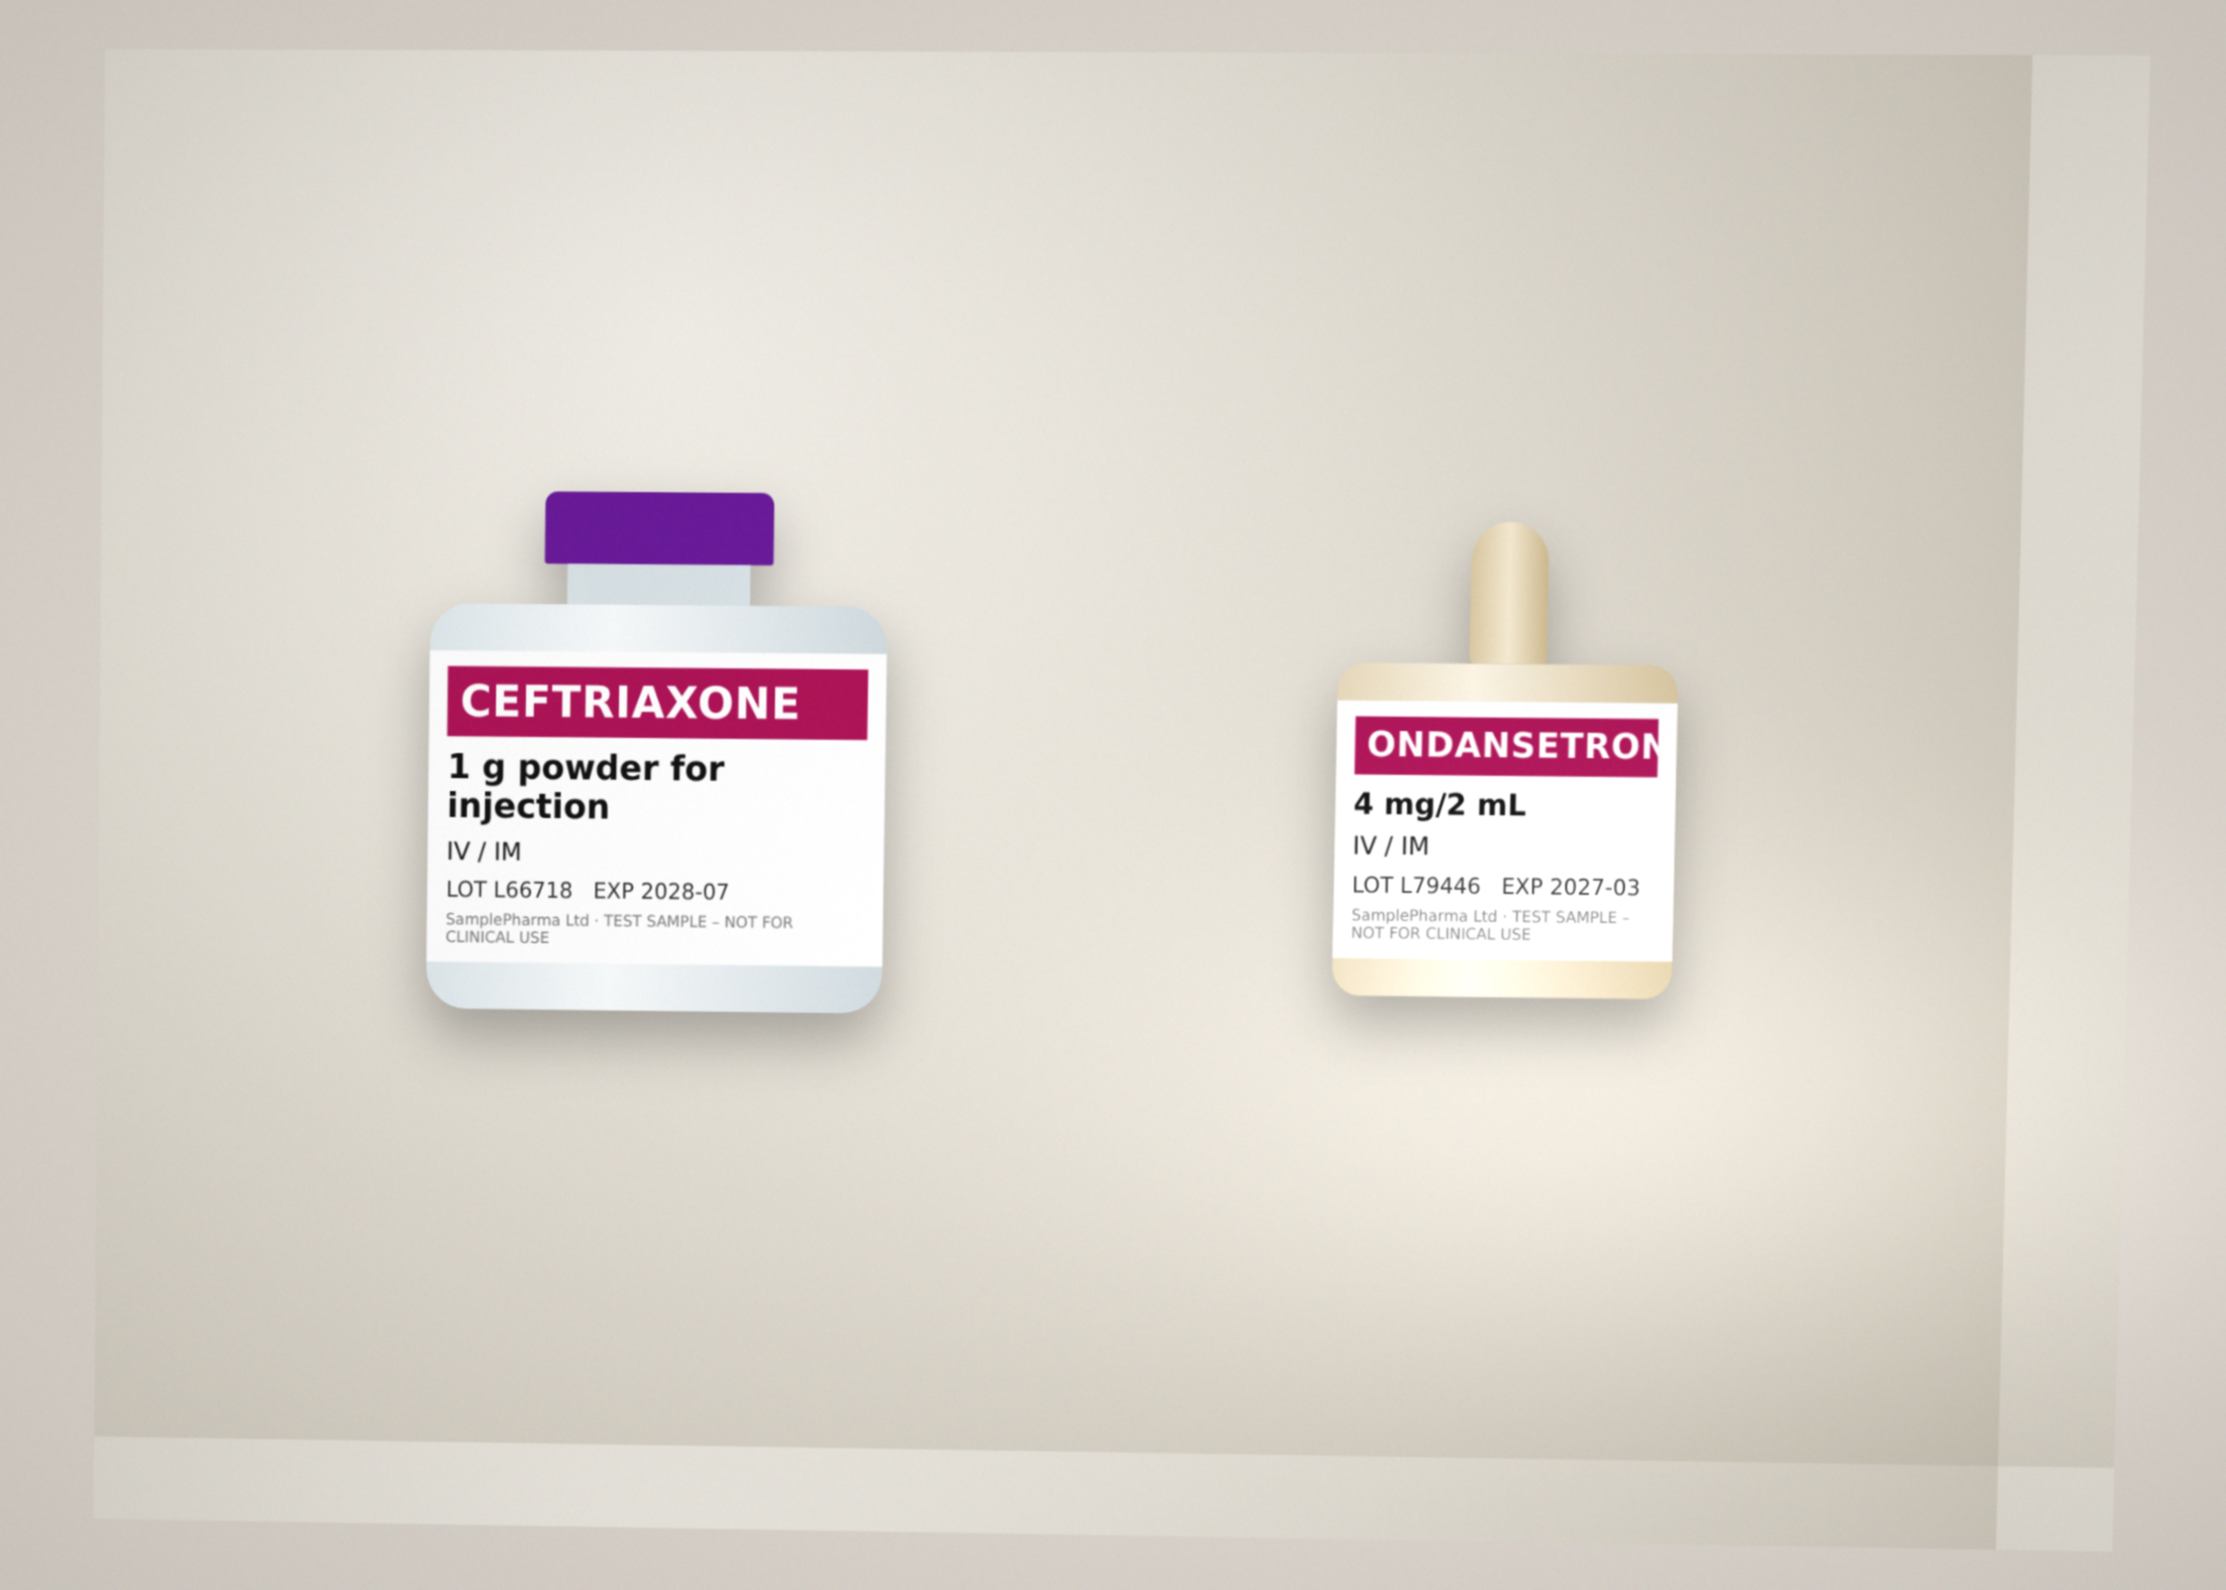 CEFTRIAXONE
1 g powder for
injection
IV / IM
LOT L66718 EXP 2028-07
SamplePharma Ltd · TEST SAMPLE – NOT FOR
CLINICAL USE
ONDANSETRON
4 mg/2 mL
IV / IM
LOT L79446 EXP 2027-03
SamplePharma Ltd · TEST SAMPLE –
NOT FOR CLINICAL USE